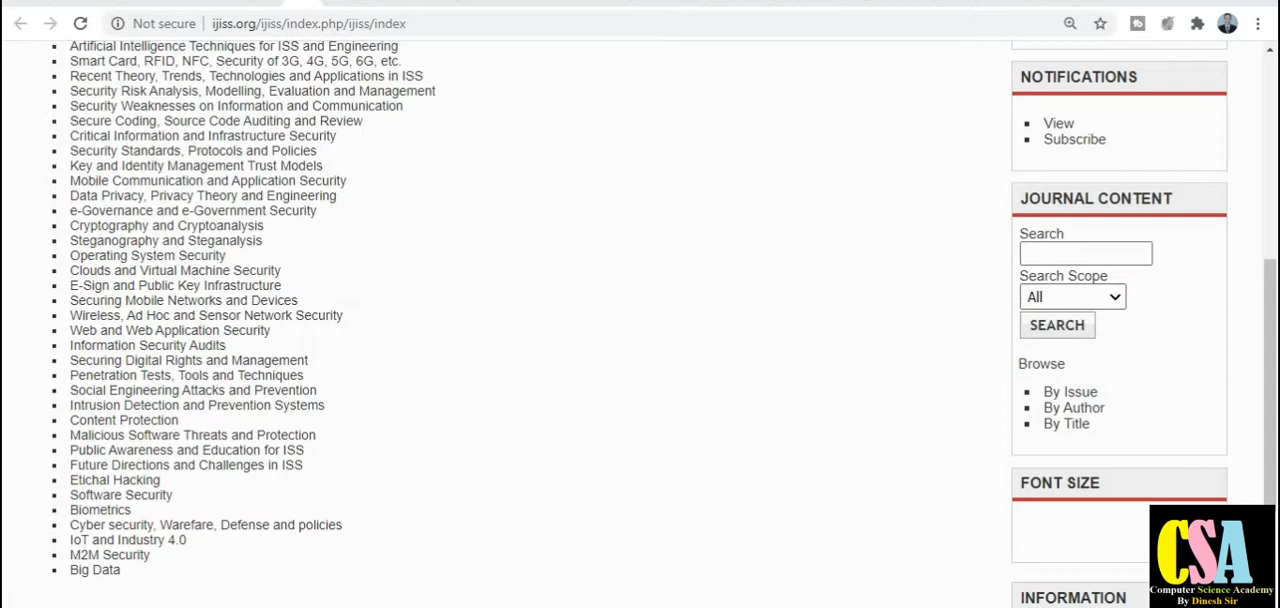 Not secure
ijiss.org/ijiss/index.php/ijiss/index
Artificial Intelligence Techniques for ISS and Engineering
Smart Card, RFID, NFC, Security of 3G, 4G, 5G, 6G, etc.
Recent Theory, Trends, Technologies and Applications in ISS
Security Risk Analysis, Modelling, Evaluation and Management
Security Weaknesses on Information and Communication
Secure Coding, Source Code Auditing and Review
Critical Information and Infrastructure Security
Security Standards, Protocols and Policies
Key and Identity Management Trust Models
Mobile Communication and Application Security
Data Privacy, Privacy Theory and Engineering
e-Governance and e-Government Security
Cryptography and Cryptoanalysis
Steganography and Steganalysis
Operating System Security
Clouds and Virtual Machine Security
E-Sign and Public Key Infrastructure
Securing Mobile Networks and Devices
Wireless, Ad Hoc and Sensor Network Security
Web and Web Application Security
Information Security Audits
Securing Digital Rights and Management
Penetration Tests, Tools and Techniques
Social Engineering Attacks and Prevention
Intrusion Detection and Prevention Systems
Content Protection
Malicious Software Threats and Protection
Public Awareness and Education for ISS
Future Directions and Challenges in ISS
Etichal Hacking
Software Security
Biometrics
Cyber security, Warefare, Defense and policies
IoT and Industry 4.0
M2M Security
Big Data
NOTIFICATIONS
View
Subscribe
JOURNAL CONTENT
Search
Search Scope
All
SEARCH
Browse
By Issue
By Author
By Title
FONT SIZE
INFORMATION
CSA
Computer Science Academy
By Dinesh Sir